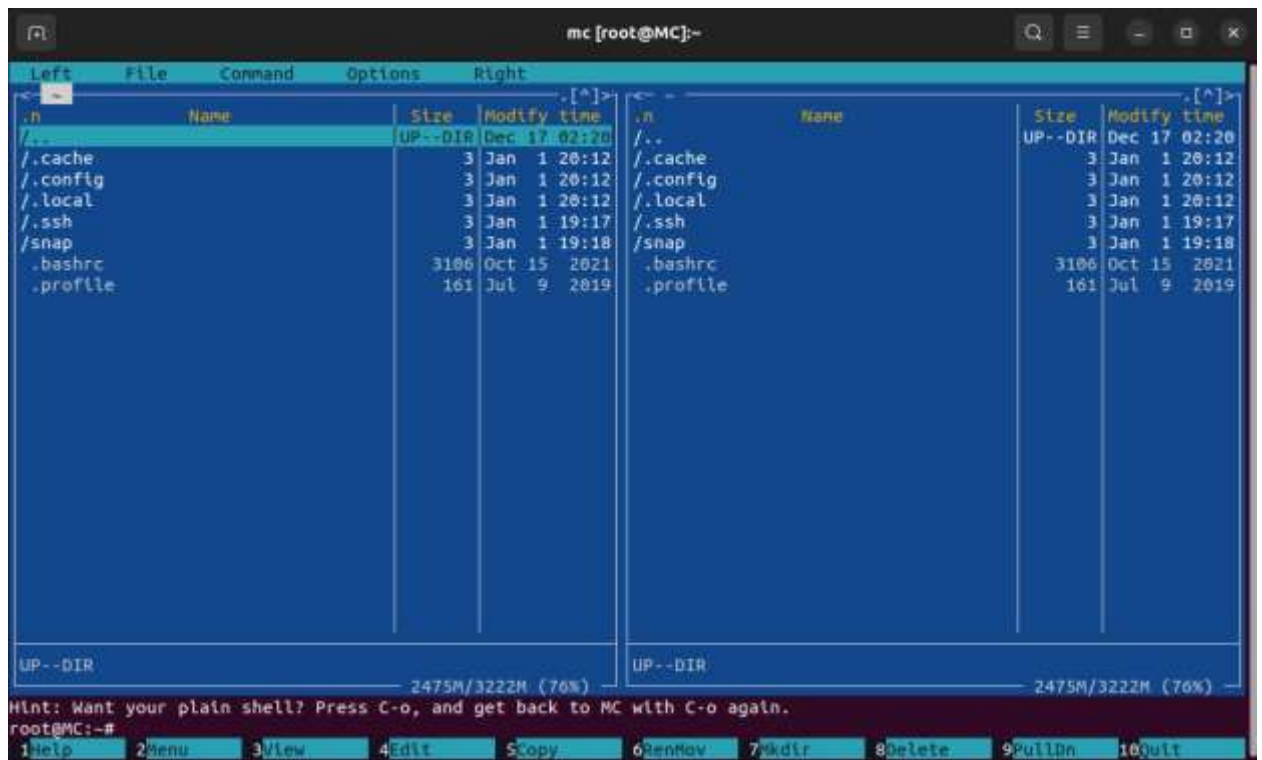 mc [root@MC]:~
Left File Command Options Right
<- ~ .[^]> <- ~ .[^]>
.n Name Size Modify time .n Name Size Modify time
/.. UP--DIR Dec 17 02:20 /.. UP--DIR Dec 17 02:20
/.cache 3 Jan 1 20:12 /.cache 3 Jan 1 20:12
/.config 3 Jan 1 20:12 /.config 3 Jan 1 20:12
/.local 3 Jan 1 20:12 /.local 3 Jan 1 20:12
/.ssh 3 Jan 1 19:17 /.ssh 3 Jan 1 19:17
/snap 3 Jan 1 19:18 /snap 3 Jan 1 19:18
.bashrc 3106 Oct 15 2021 .bashrc 3106 Oct 15 2021
.profile 161 Jul 9 2019 .profile 161 Jul 9 2019
UP--DIR UP--DIR
2475M/3222M (76%) 2475M/3222M (76%)
Hint: Want your plain shell? Press C-o, and get back to MC with C-o again.
root@MC:~#
1Help 2Menu 3View 4Edit 5Copy 6RenMov 7Mkdir 8Delete 9PullDn 10Quit